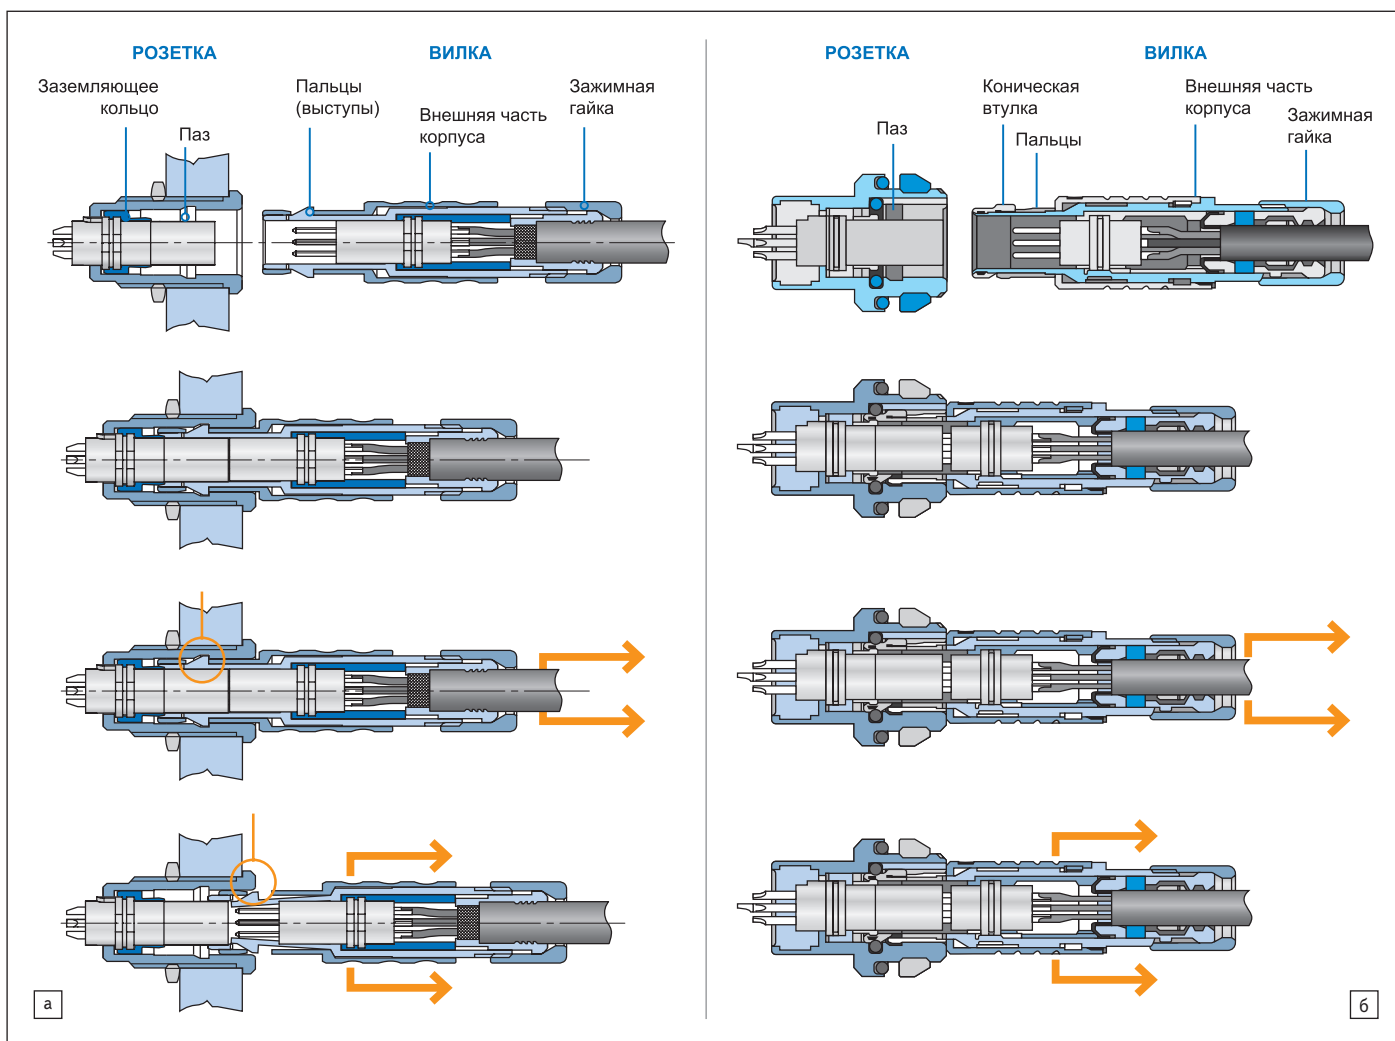 РОЗЕТКА
ВИЛКА
Заземляющее
кольцо
Паз
Пальцы
(выступы)
Внешняя часть
корпуса
Зажимная
гайка
а
РОЗЕТКА
ВИЛКА
Паз
Коническая
втулка
Пальцы
Внешняя часть
корпуса
Зажимная
гайка
б